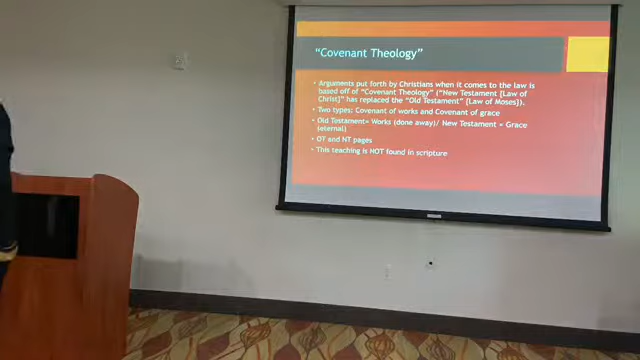 “Covenant Theology”
• Arguments put forth by Christians when it comes to the law is
based off of “Covenant Theology” (“New Testament [Law of
Christ]” has replaced the “Old Testament” [Law of Moses]).
• Two types: Covenant of works and Covenant of grace
• Old Testament= Works (done away)/ New Testament = Grace
(eternal)
• OT and NT pages
• This teaching is NOT found in scripture